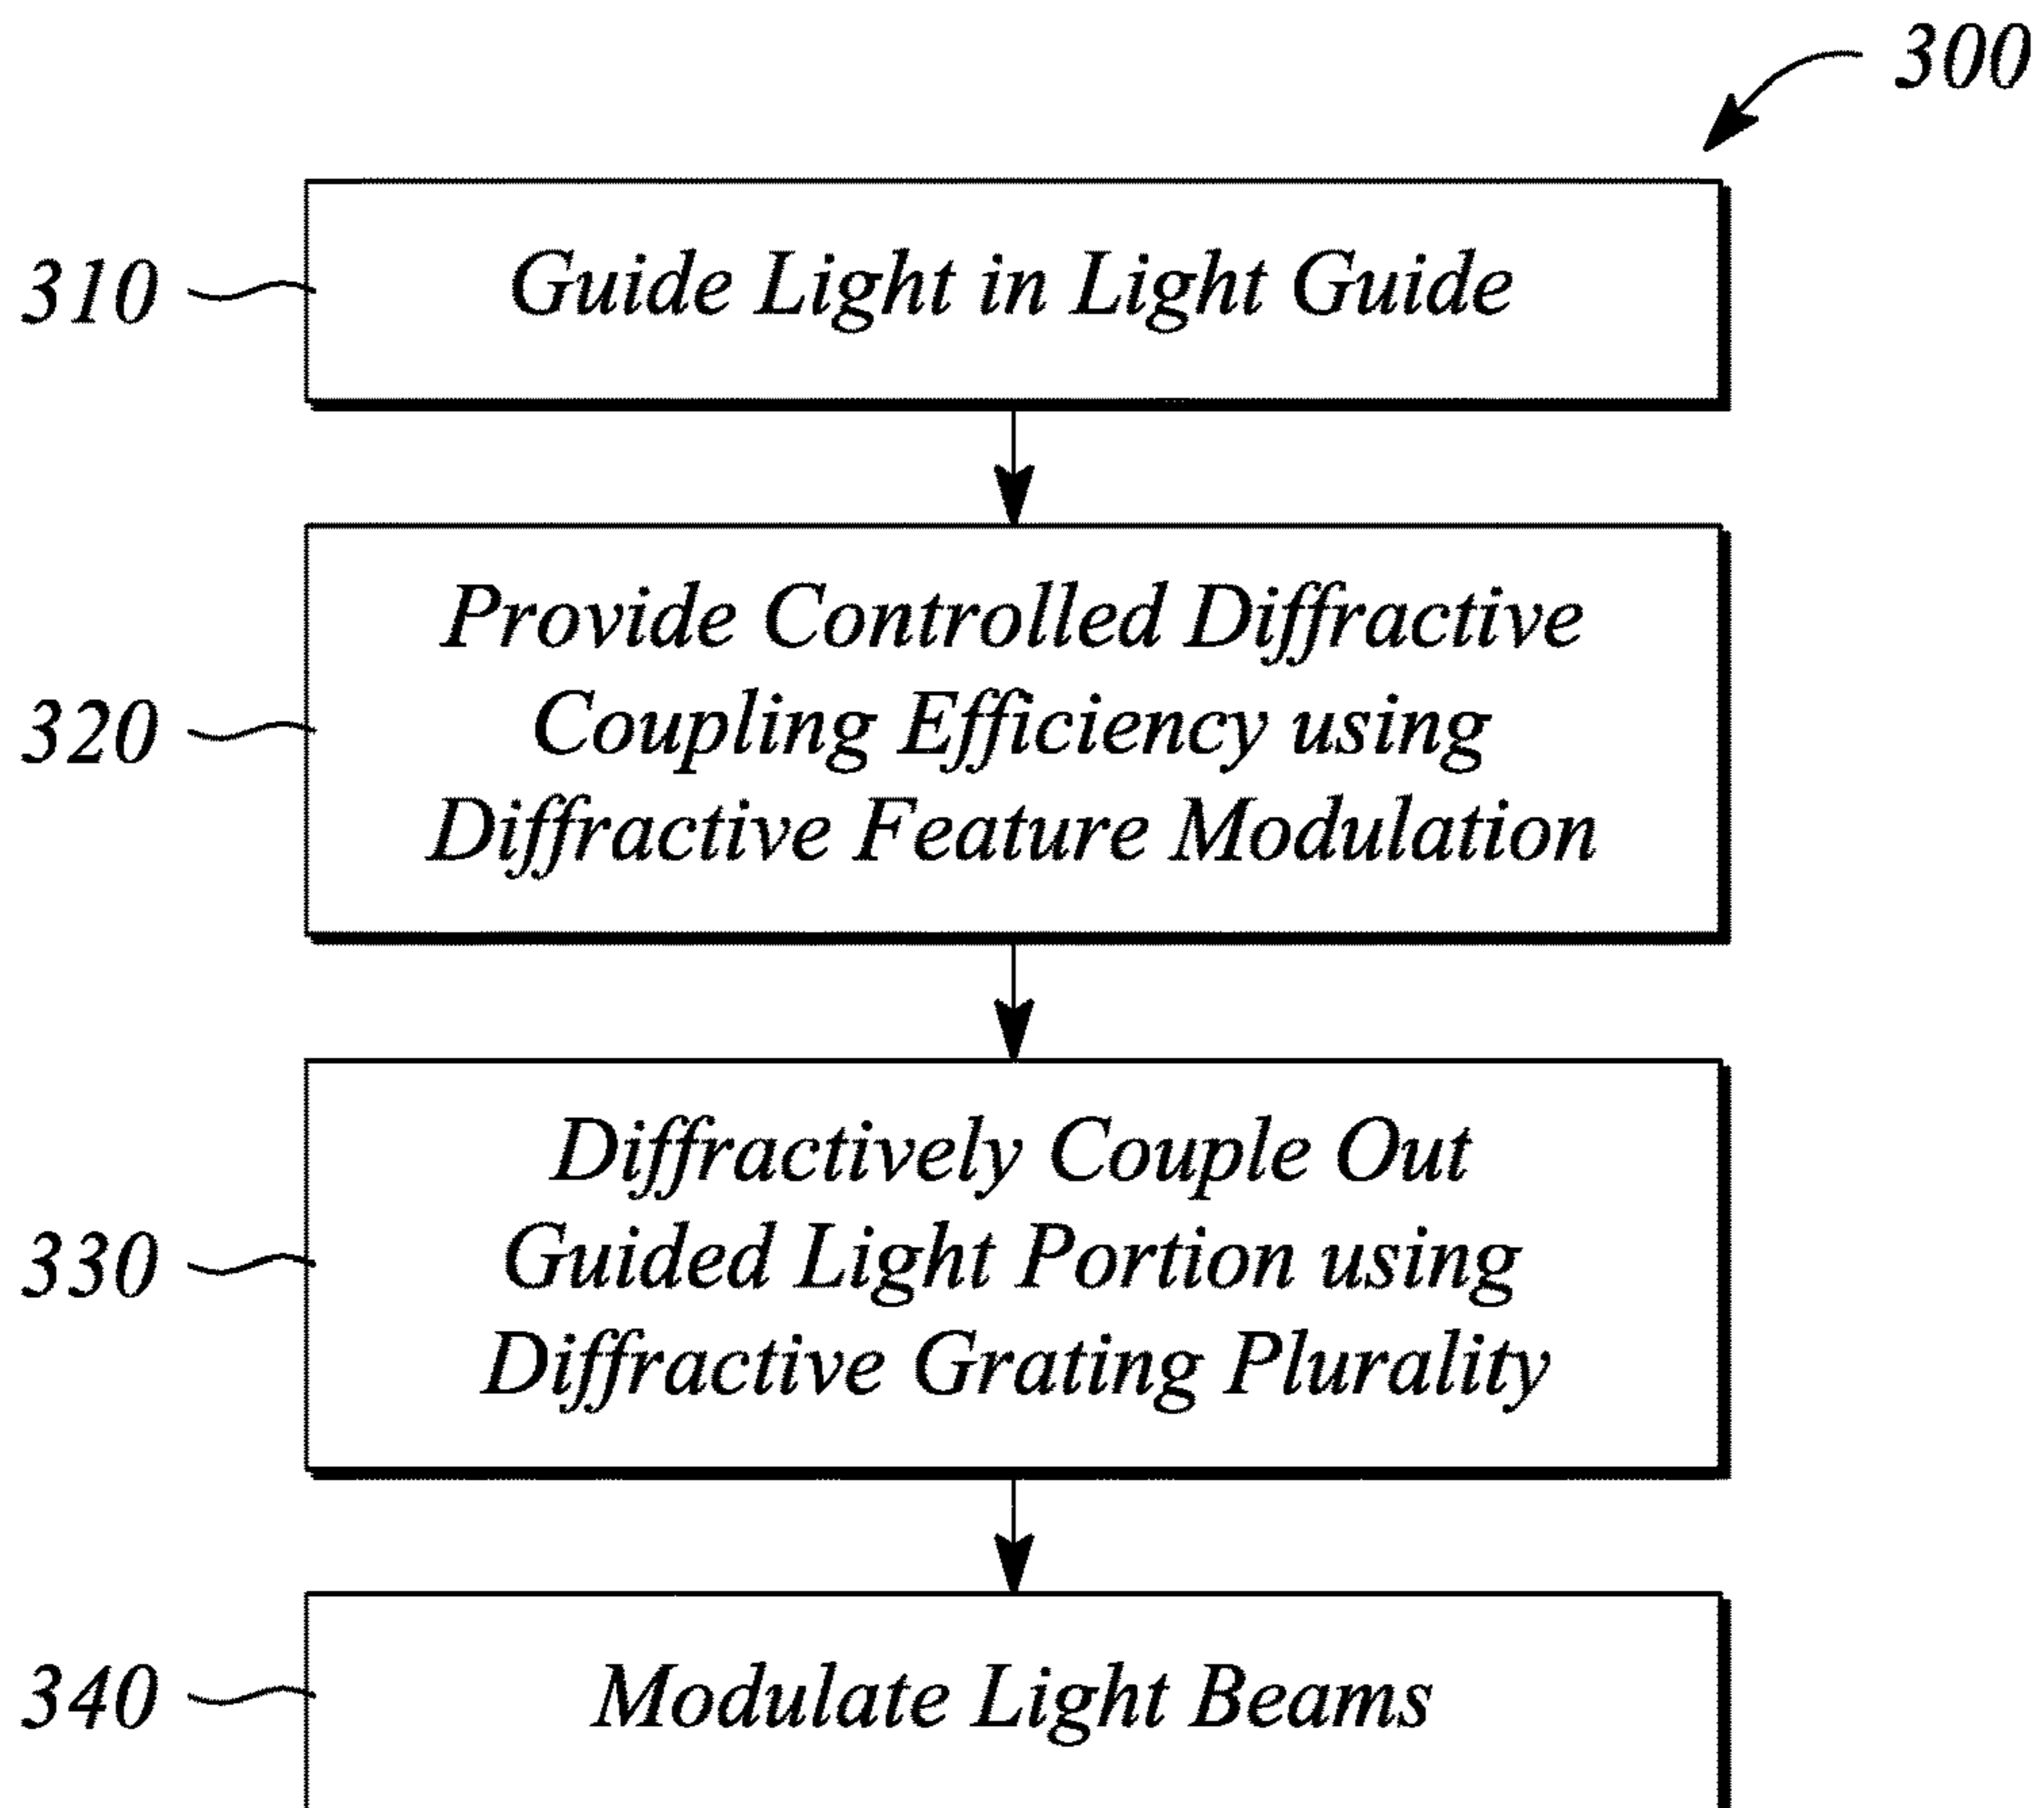 300
310
Guide Light in Light Guide
320
Provide Controlled Diffractive
Coupling Efficiency using
Diffractive Feature Modulation
330
Diffractively Couple Out
Guided Light Portion using
Diffractive Grating Plurality
340
Modulate Light Beams